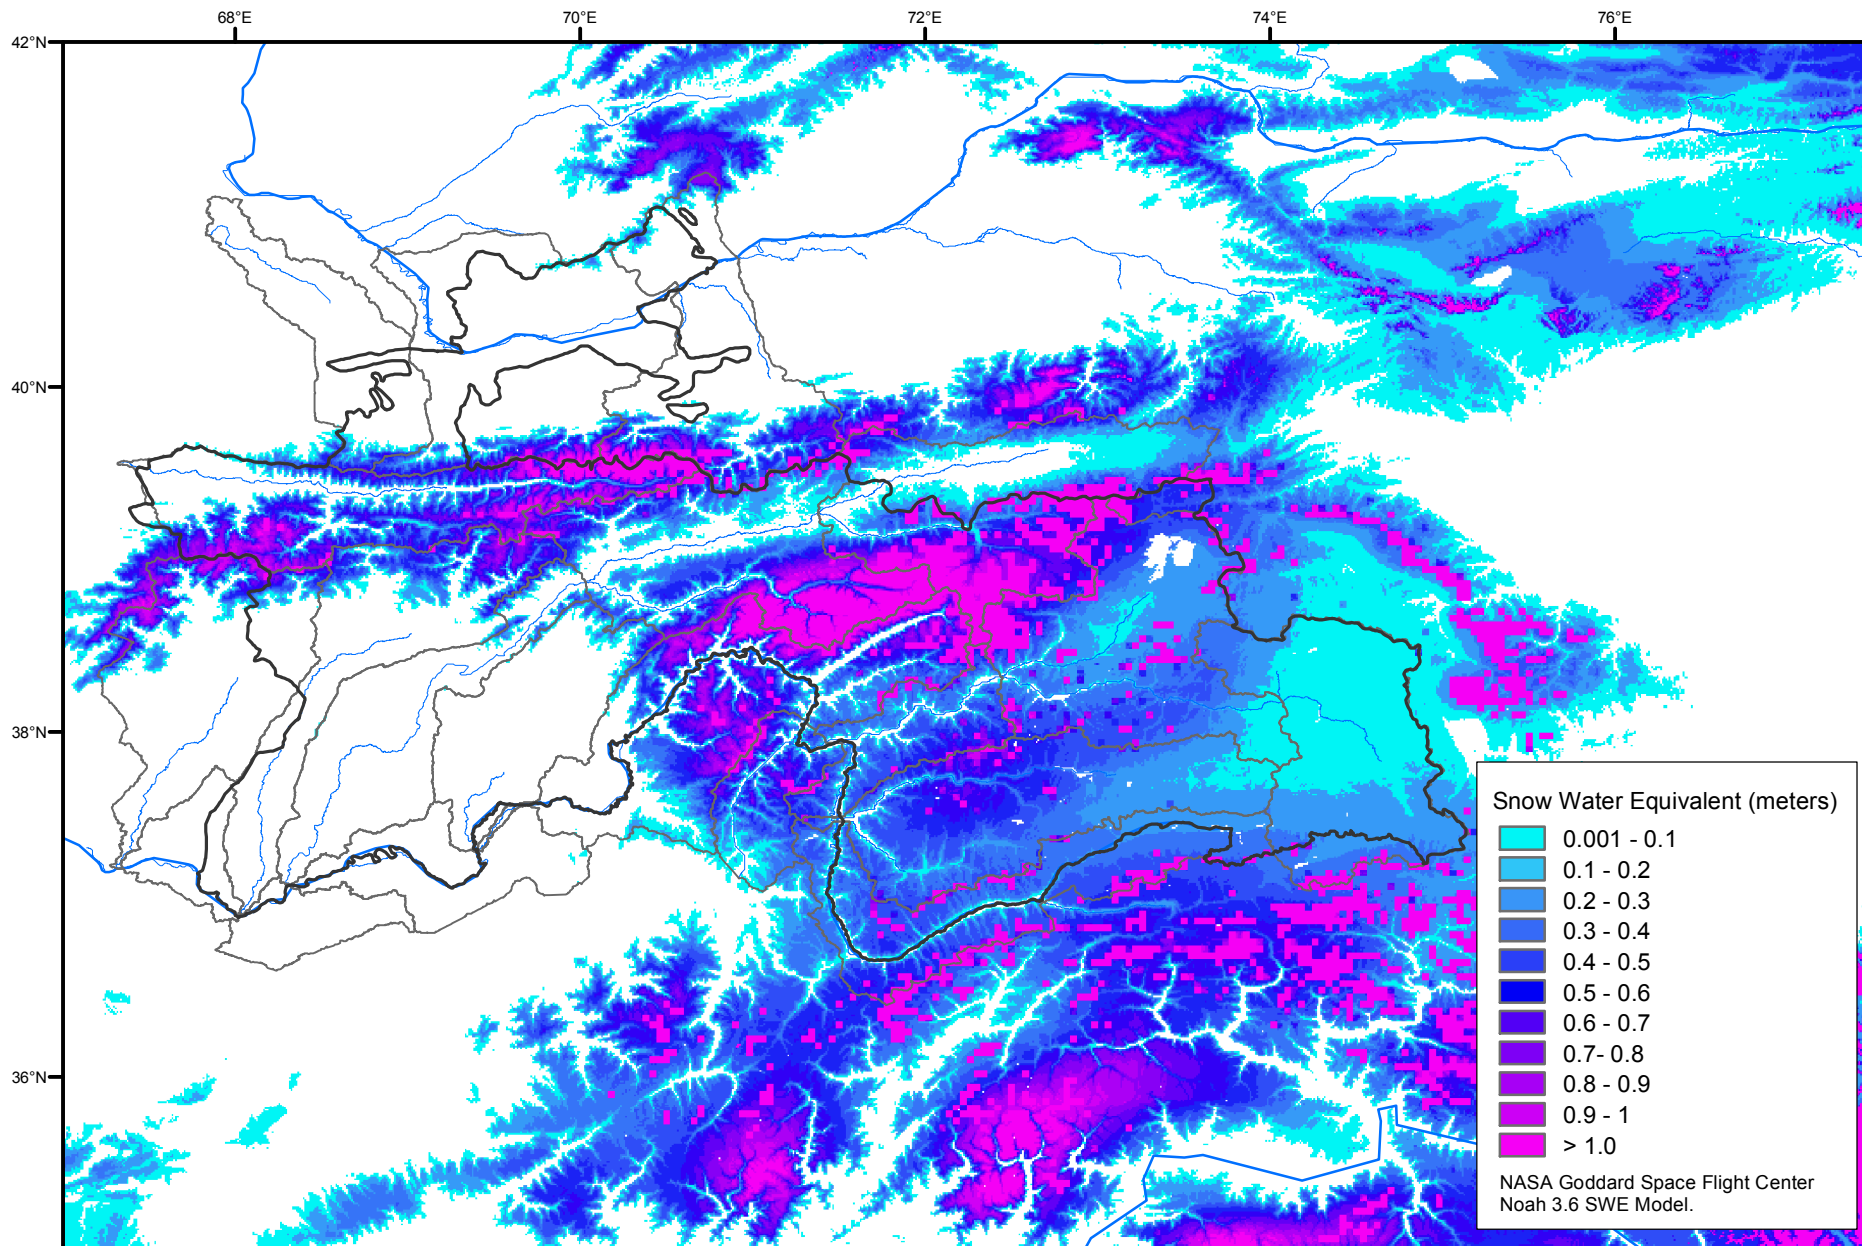 68°E
70°E
72°E
74°E
76°E
42°N
40°N
38°N
36°N
Snow Water Equivalent (meters)
0.001 - 0.1
0.1 - 0.2
0.2 - 0.3
0.3 - 0.4
0.4 - 0.5
0.5 - 0.6
0.6 - 0.7
0.7- 0.8
0.8 - 0.9
0.9 - 1
> 1.0
NASA Goddard Space Flight Center
Noah 3.6 SWE Model.